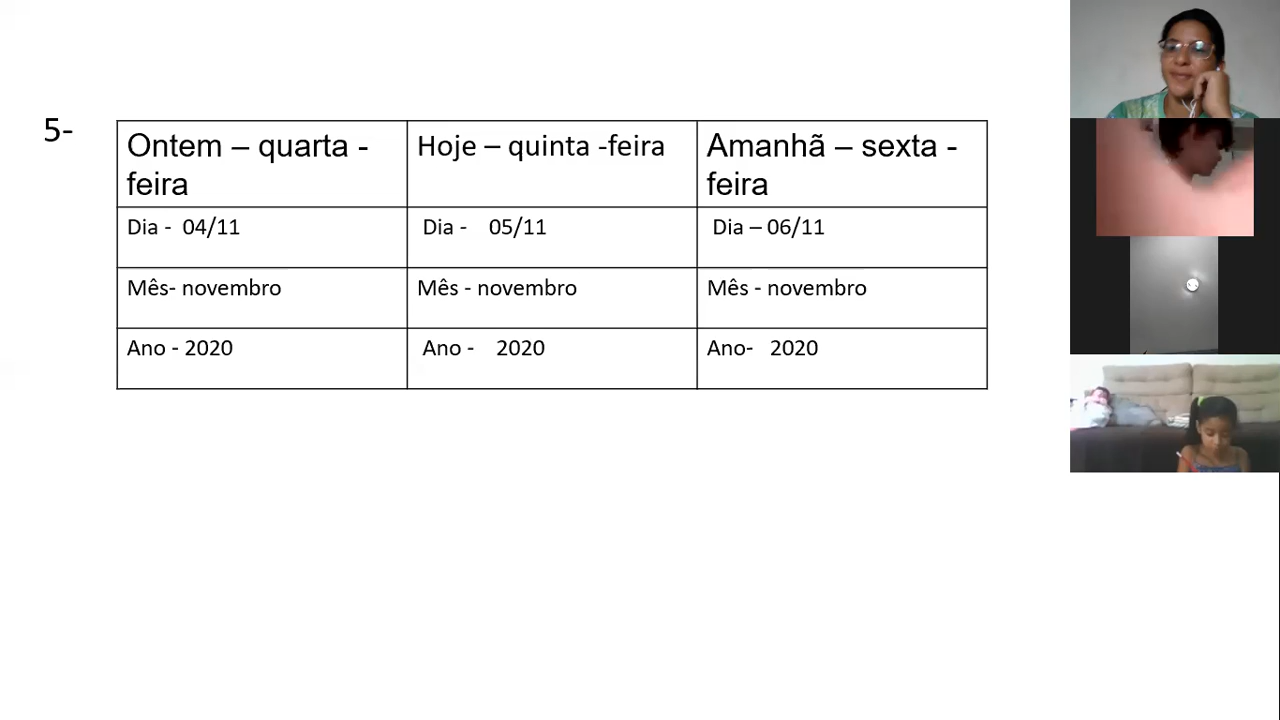 5-
Ontem – quarta -
feira
Hoje – quinta -feira
Amanhã – sexta -
feira
Dia -  04/11
Dia -   05/11
Dia – 06/11
Mês- novembro
Mês - novembro
Mês - novembro
Ano - 2020
Ano -   2020
Ano-  2020